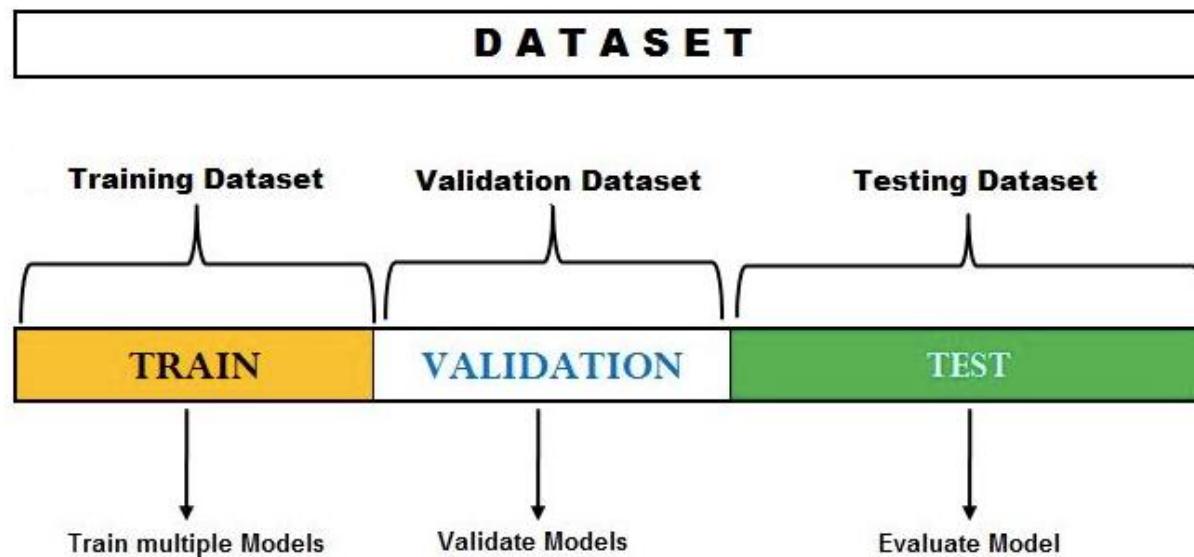 DATASET
Training Dataset Validation Dataset Testing Dataset
TRAIN VALIDATION TEST
Train multiple Models Validate Models Evaluate Model